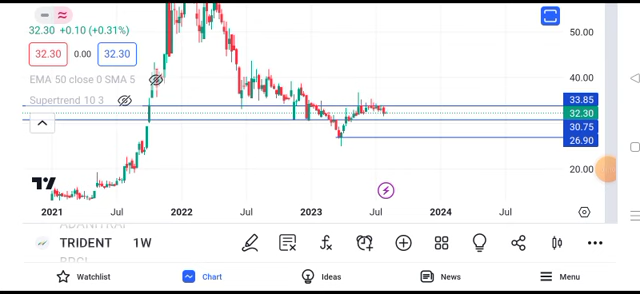 50.00
32.30 +0.10 (+0.31%)
32.30 0.00 32.30
EMA 50 close 0 SMA 5
40.00
Supertrend 10 3
33.85
32.30
30.75
26.90
20.00
2021 Jul 2022 Jul 2023 Jul 2024 Jul
TRIDENT 1W
Watchlist Chart Ideas News Menu